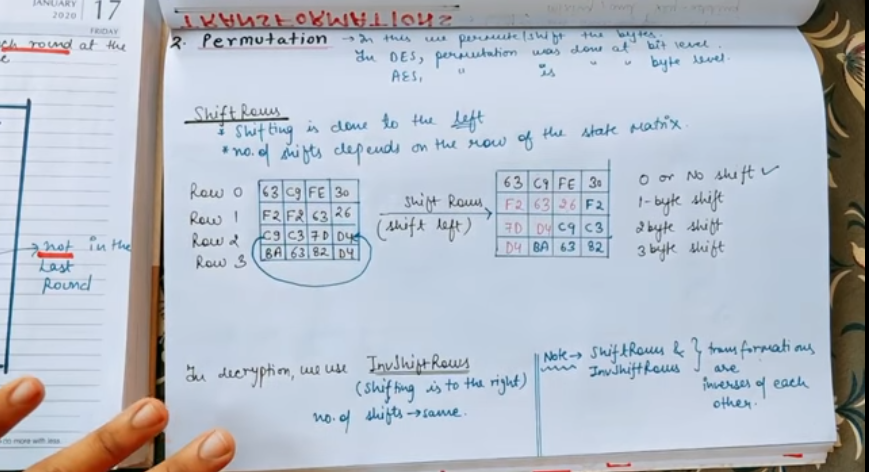 JANUARY
2020
17
FRIDAY
ch round at the
TRANSFORMATIONS
2. Permutation → In this we permute/shift the bytes.
In DES, permutation was done at bit level.
AES, " is " " byte level.
ShiftRows
* Shifting is done to the left
* no. of shifts depends on the row of the state matrix.
Row 0 63 C9 FE 30
Row 1 F2 F2 63 26
Row 2 C9 C3 7D D4
Row 3 BA 63 82 D4
Shift Rows
(shift left)
63 C9 FE 30 0 or No shift ✓
F2 63 26 F2 1-byte shift
7D D4 C9 C3 2 byte shift
D4 BA 63 82 3 byte shift
→ not in the
Last
Round
In decryption, we use InvShiftRows
(Shifting is to the right)
no. of shifts → same.
Note → ShiftRows & } transformations
InvShiftRows } are
inverses of each
other.